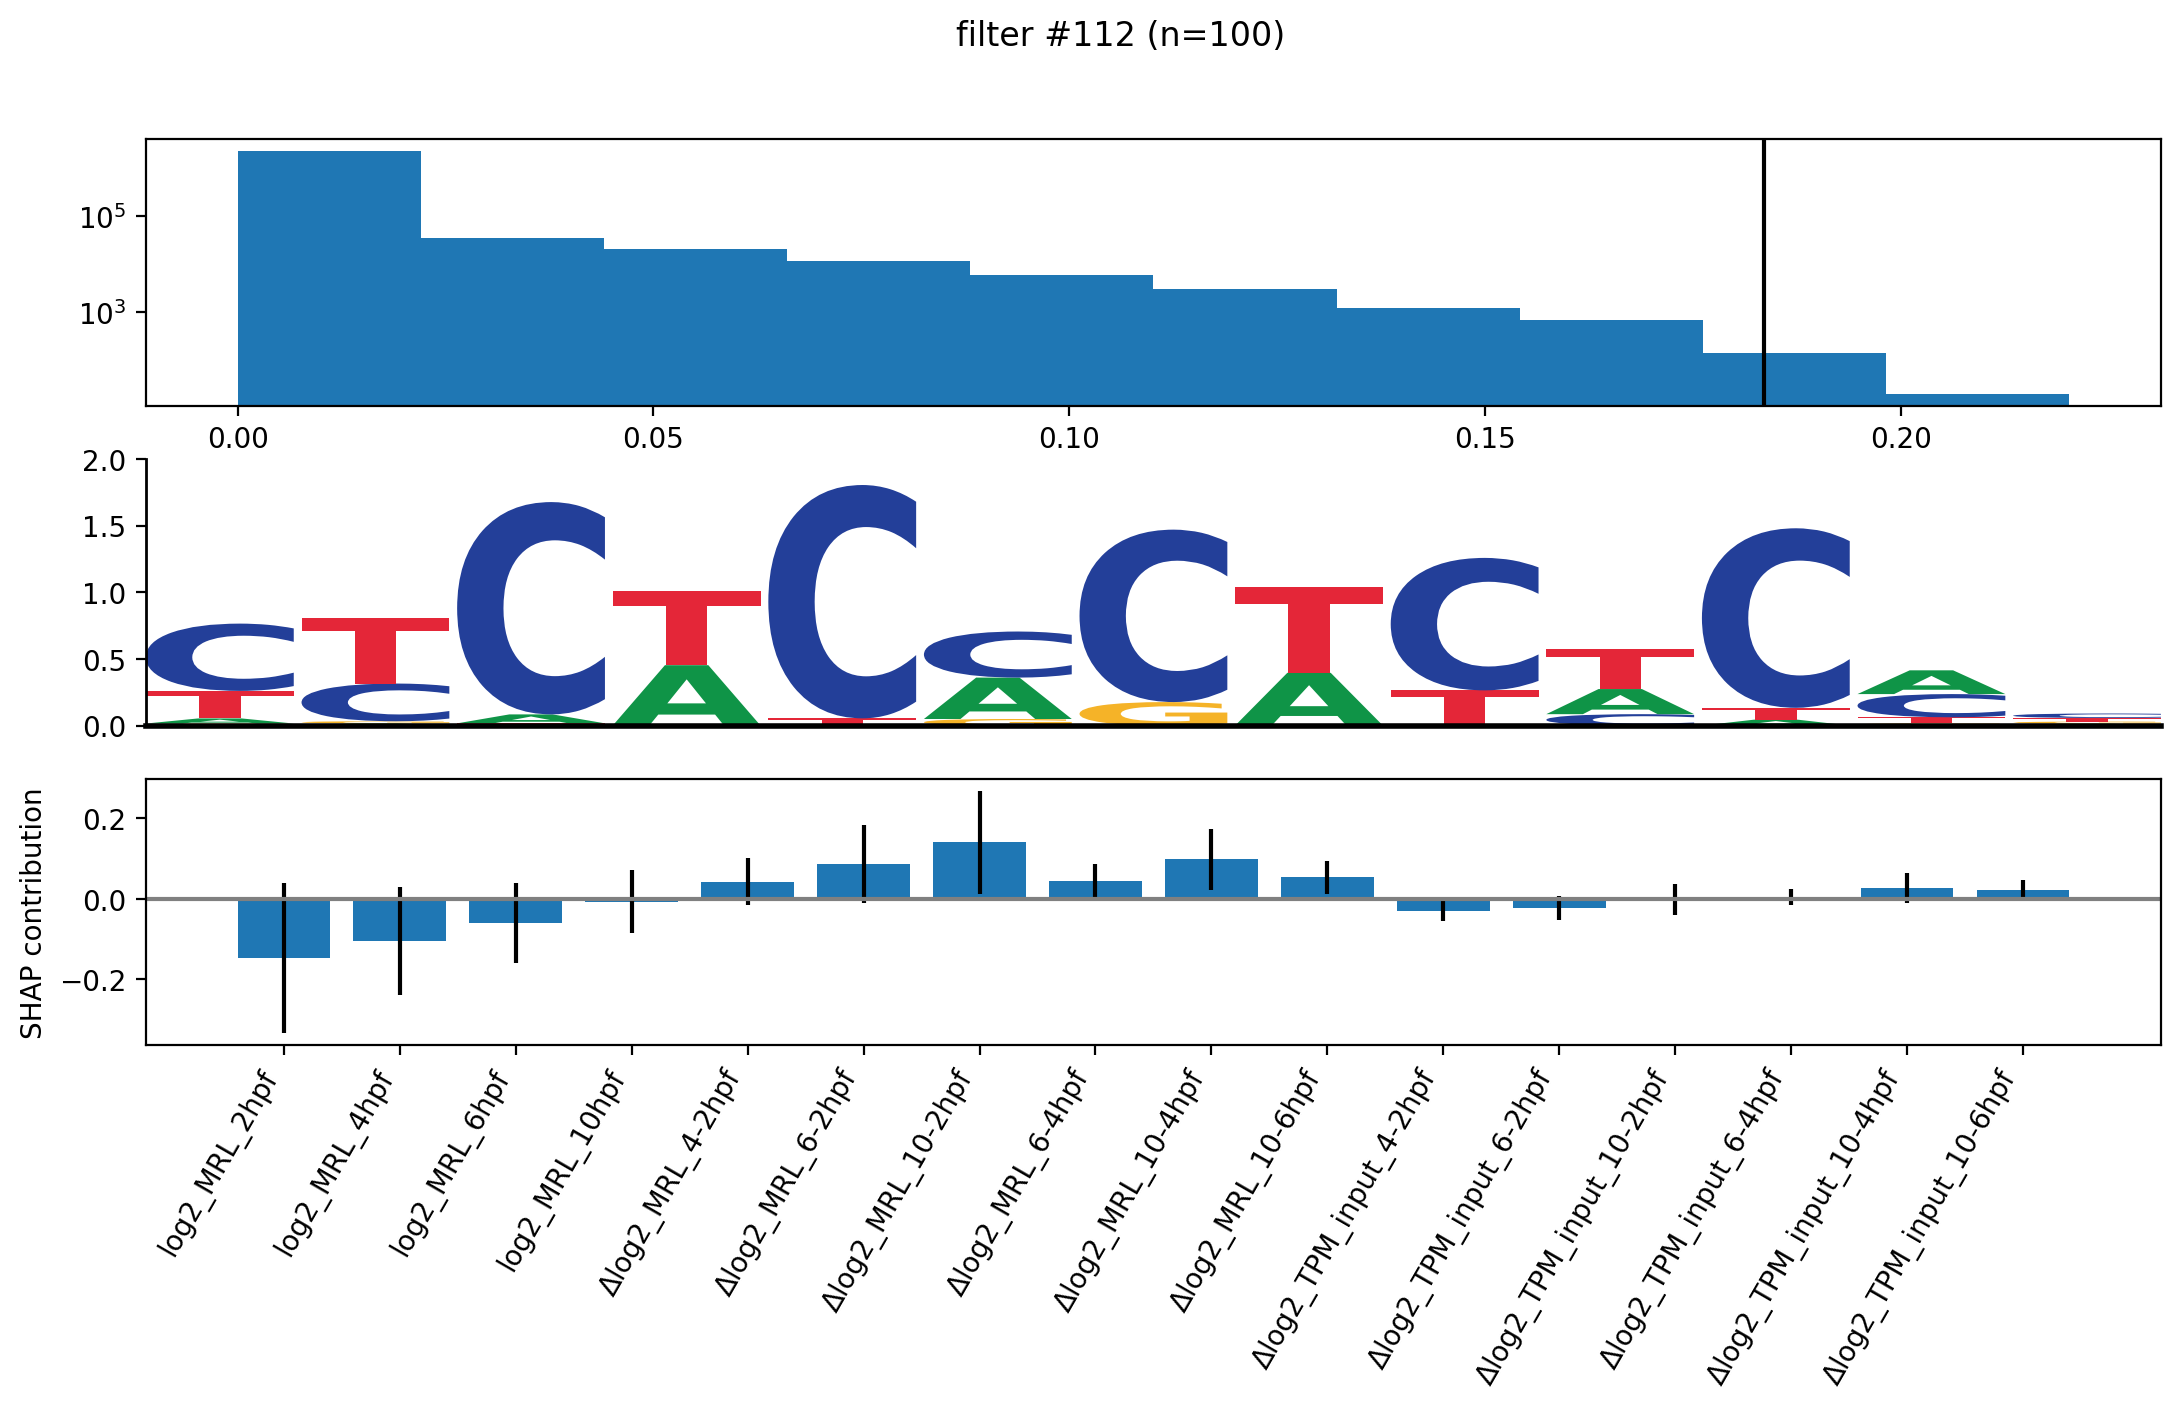 filter #112 (n=100)
10^5
10^3
0.00 0.05 0.10 0.15 0.20
2.0
1.5
1.0
0.5
0.0
C T A
T C G
C A
T A
C T
C A G
C G
T A
C T
T A C
C T A
A C T
C T
SHAP contribution
0.2
0.0
−0.2
log2_MRL_2hpf
log2_MRL_4hpf
log2_MRL_6hpf
log2_MRL_10hpf
Δlog2_MRL_4-2hpf
Δlog2_MRL_6-2hpf
Δlog2_MRL_10-2hpf
Δlog2_MRL_6-4hpf
Δlog2_MRL_10-4hpf
Δlog2_MRL_10-6hpf
Δlog2_TPM_input_4-2hpf
Δlog2_TPM_input_6-2hpf
Δlog2_TPM_input_10-2hpf
Δlog2_TPM_input_6-4hpf
Δlog2_TPM_input_10-4hpf
Δlog2_TPM_input_10-6hpf